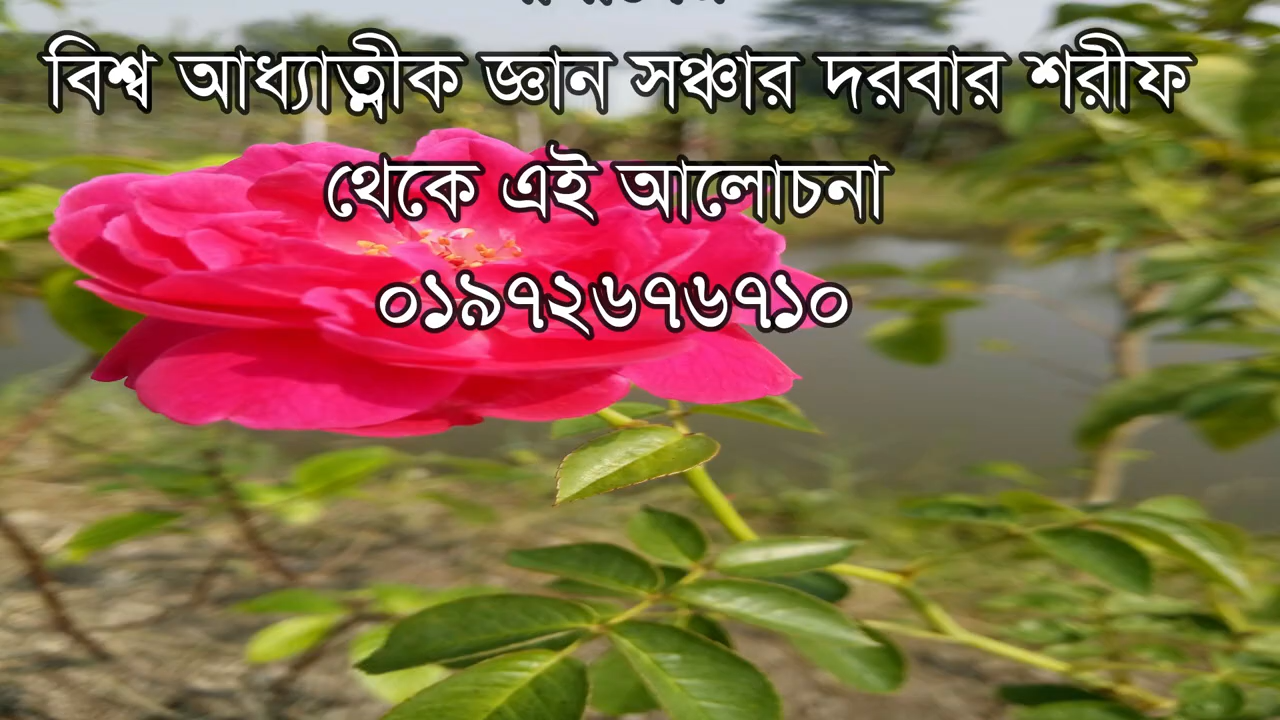 বিশ্ব আধ্যাত্নীক জ্ঞান সঞ্চার দরবার শরীফ
থেকে এই আলোচনা
০১৯৭২৬৭৬৭১০